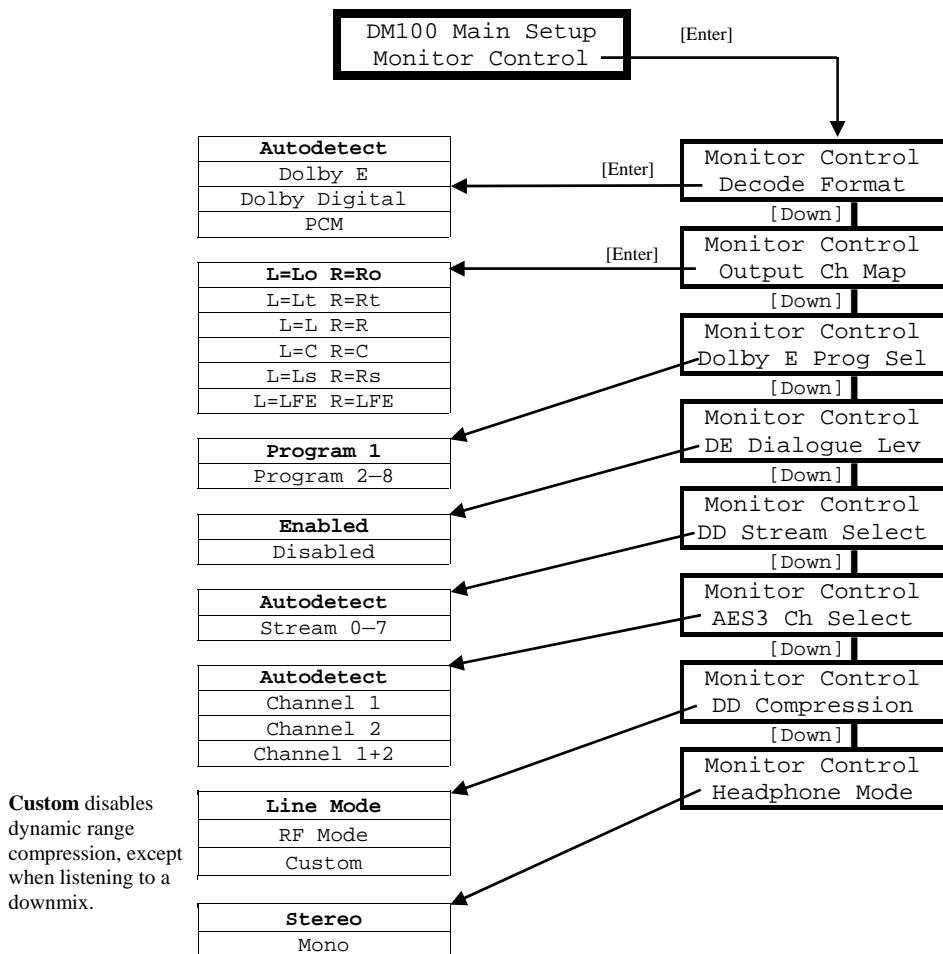 DM100 Main Setup
Monitor Control
[Enter]
Autodetect
Dolby E
Dolby Digital
PCM
[Enter]
Monitor Control
Decode Format
[Down]
L=Lo R=Ro
L=Lt R=Rt
L=L R=R
L=C R=C
L=Ls R=Rs
L=LFE R=LFE
[Enter]
Monitor Control
Output Ch Map
[Down]
Monitor Control
Dolby E Prog Sel
[Down]
Program 1
Program 2–8
Monitor Control
DE Dialogue Lev
[Down]
Enabled
Disabled
Monitor Control
DD Stream Select
[Down]
Autodetect
Stream 0–7
Monitor Control
AES3 Ch Select
[Down]
Autodetect
Channel 1
Channel 2
Channel 1+2
Monitor Control
DD Compression
[Down]
Custom disables
dynamic range
compression, except
when listening to a
downmix.
Line Mode
RF Mode
Custom
Monitor Control
Headphone Mode
Stereo
Mono